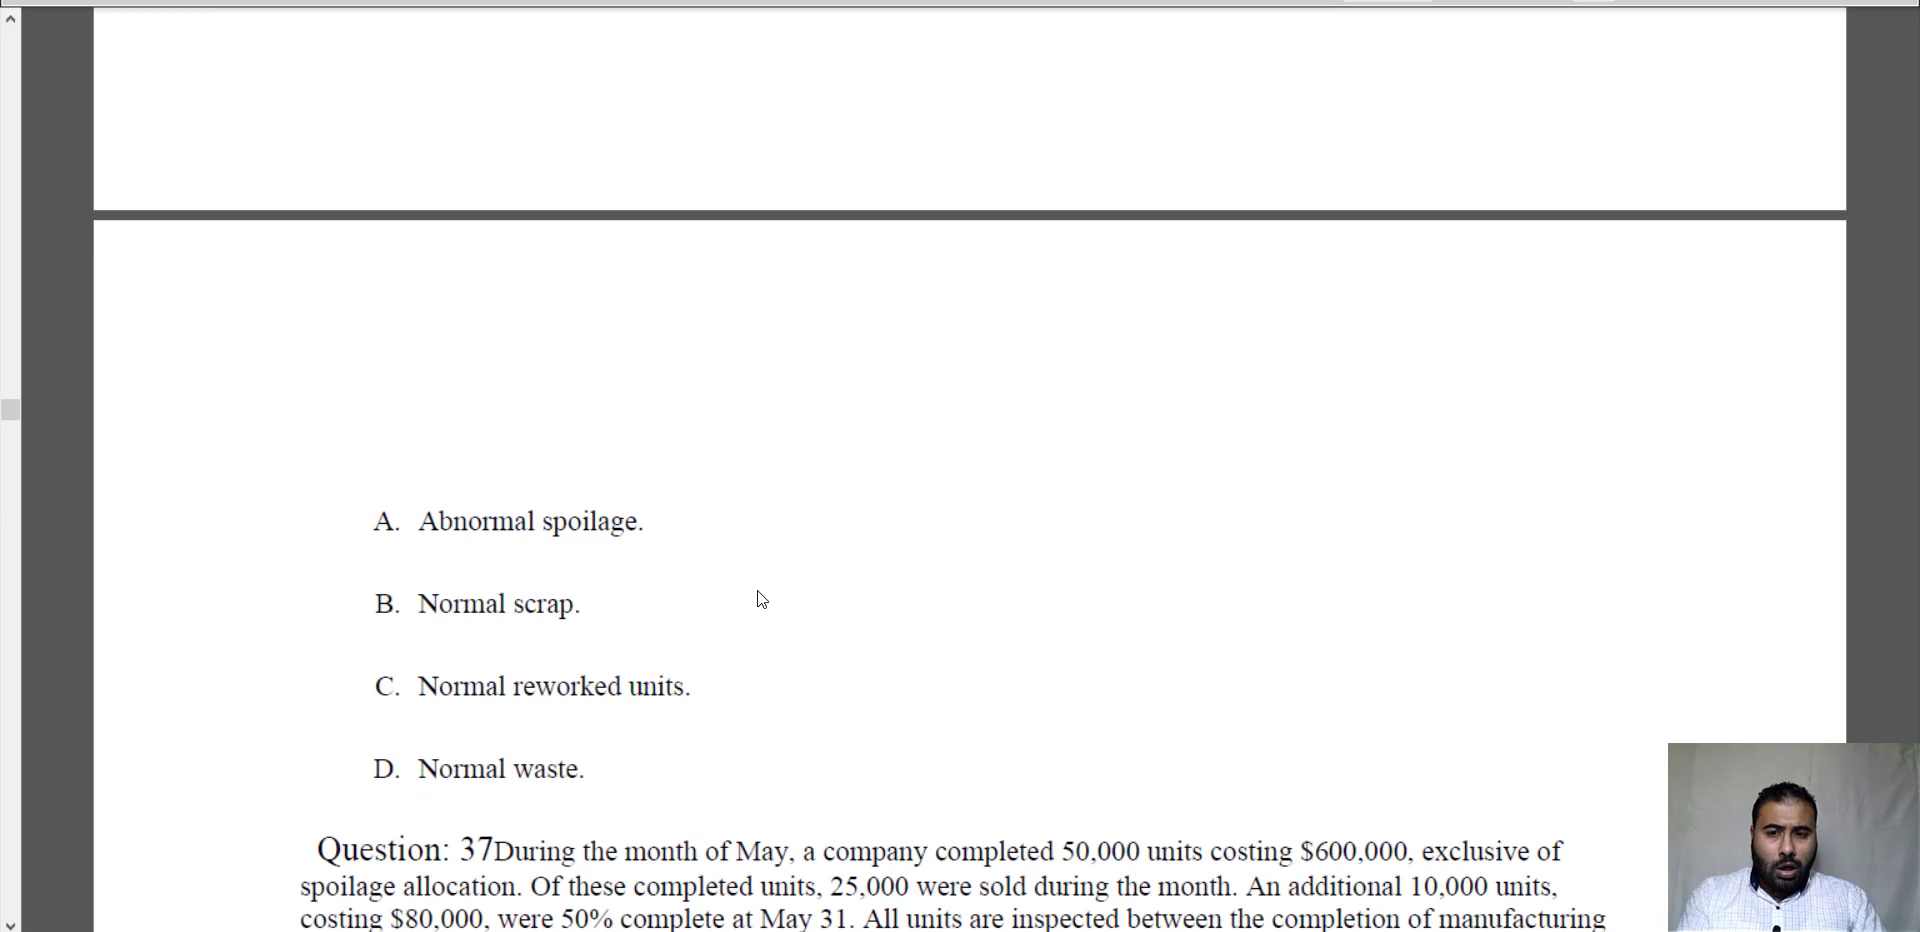 A. Abnormal spoilage.
B. Normal scrap.
C. Normal reworked units.
D. Normal waste.
Question: 37During the month of May, a company completed 50,000 units costing $600,000, exclusive of
spoilage allocation. Of these completed units, 25,000 were sold during the month. An additional 10,000 units,
costing $80,000, were 50% complete at May 31. All units are inspected between the completion of manufacturing